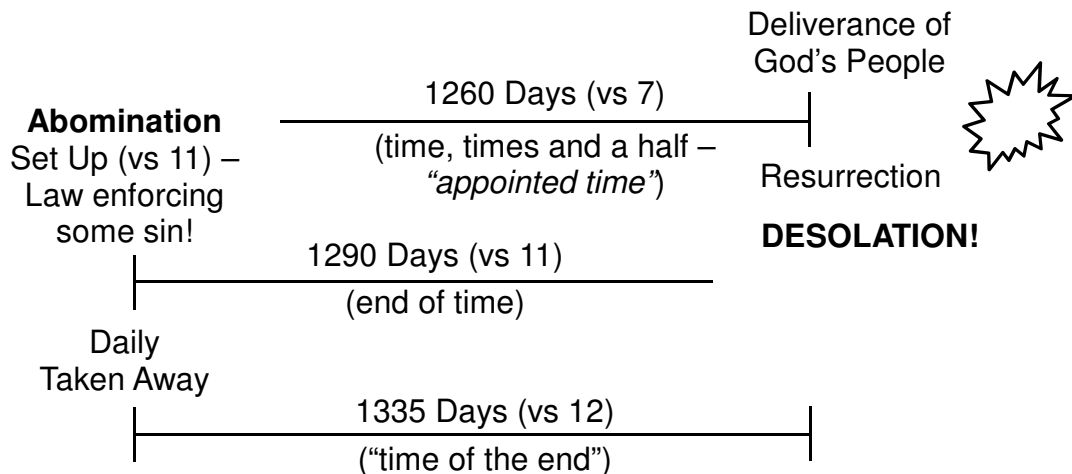 Deliverance of
God's People
1260 Days (vs 7)
(time, times and a half –
"appointed time")
Abomination
Set Up (vs 11) –
Law enforcing
some sin!
Resurrection
DESOLATION!
1290 Days (vs 11)
(end of time)
Daily
Taken Away
1335 Days (vs 12)
("time of the end")